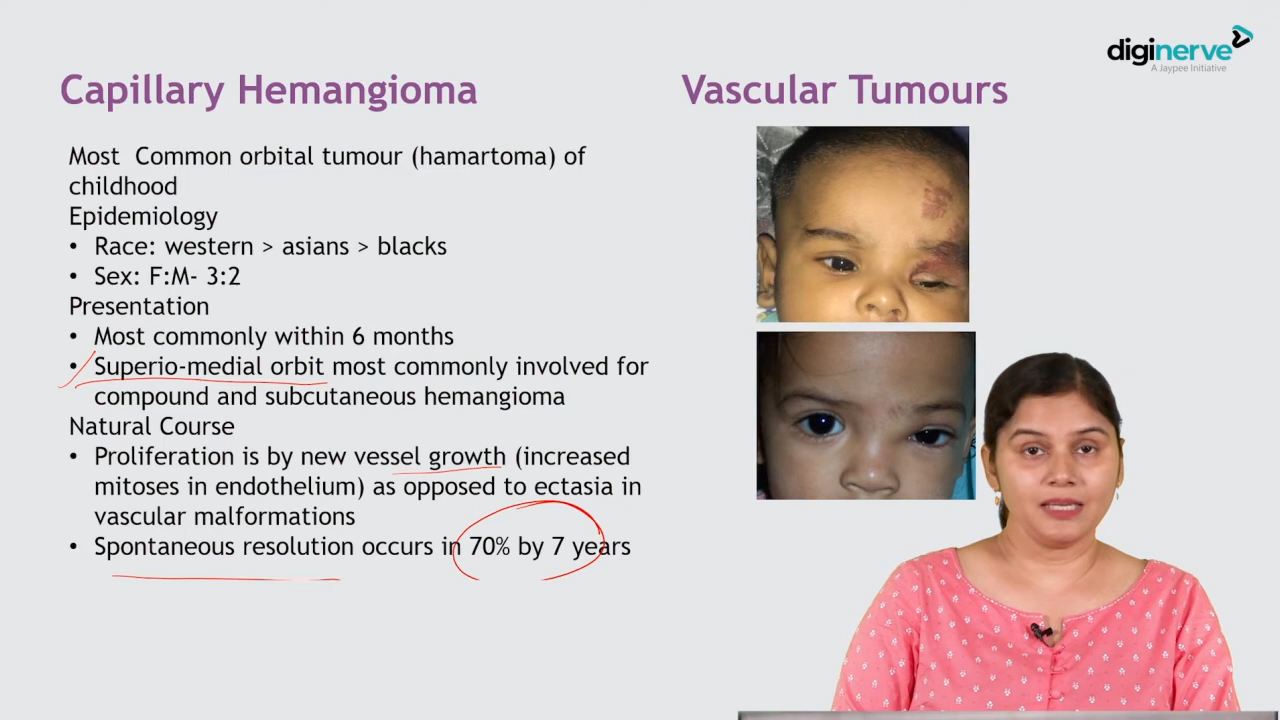 diginerve
A Jaypee Initiative
Capillary Hemangioma
Vascular Tumours
Most Common orbital tumour (hamartoma) of
childhood
Epidemiology
• Race: western > asians > blacks
• Sex: F:M- 3:2
Presentation
• Most commonly within 6 months
• Superio-medial orbit most commonly involved for
compound and subcutaneous hemangioma
Natural Course
• Proliferation is by new vessel growth (increased
mitoses in endothelium) as opposed to ectasia in
vascular malformations
• Spontaneous resolution occurs in 70% by 7 years